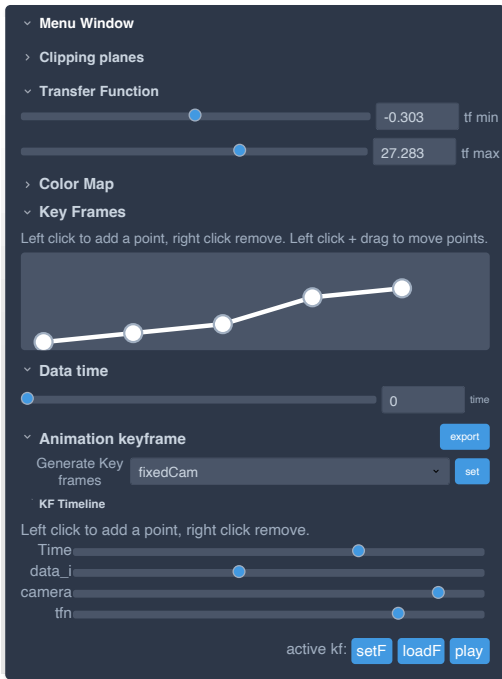 Menu Window
Clipping planes
Transfer Function
-0.303 tf min
27.283 tf max
Color Map
Key Frames
Left click to add a point, right click remove. Left click + drag to move points.
Data time
0 time
Animation keyframe export
Generate Key frames fixedCam set
KF Timeline
Left click to add a point, right click remove.
Time
data_i
camera
tfn
active kf: setF loadF play